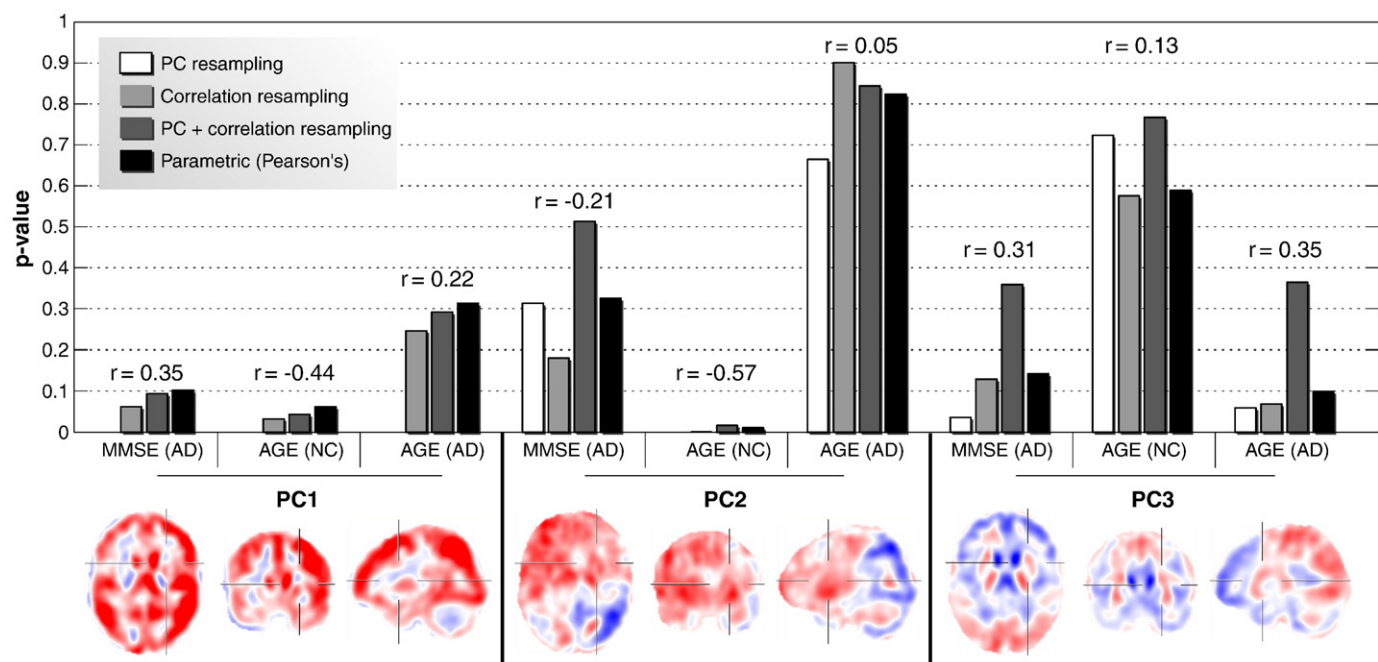 1
0.9
0.8
0.7
0.6
0.5
0.4
0.3
0.2
0.1
0
p-value
PC resampling
Correlation resampling
PC + correlation resampling
Parametric (Pearson's)
r = 0.35
r = -0.44
r = 0.22
r = -0.21
r = -0.57
r = 0.05
r = 0.31
r = 0.13
r = 0.35
MMSE (AD) AGE (NC) AGE (AD) MMSE (AD) AGE (NC) AGE (AD) MMSE (AD) AGE (NC) AGE (AD)
PC1 PC2 PC3